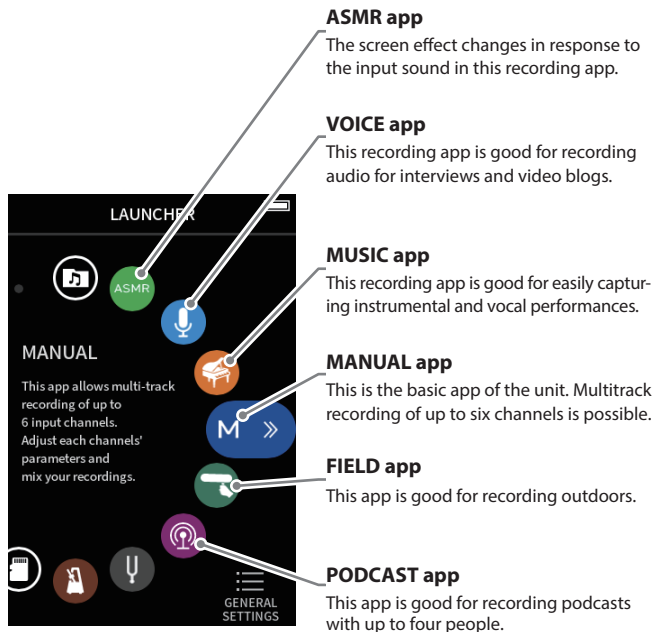 ASMR app
The screen effect changes in response to
the input sound in this recording app.
VOICE app
This recording app is good for recording
audio for interviews and video blogs.
MUSIC app
This recording app is good for easily captur-
ing instrumental and vocal performances.
MANUAL app
This is the basic app of the unit. Multitrack
recording of up to six channels is possible.
FIELD app
This app is good for recording outdoors.
PODCAST app
This app is good for recording podcasts
with up to four people.
LAUNCHER
ASMR
MANUAL
This app allows multi-track
recording of up to
6 input channels.
Adjust each channels'
parameters and
mix your recordings.
M
GENERAL
SETTINGS